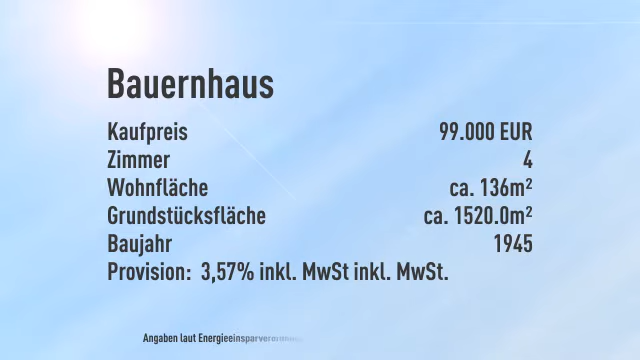 Bauernhaus
Kaufpreis 99.000 EUR
Zimmer 4
Wohnfläche ca. 136m²
Grundstücksfläche ca. 1520.0m²
Baujahr 1945
Provision: 3,57% inkl. MwSt inkl. MwSt.
Angaben laut